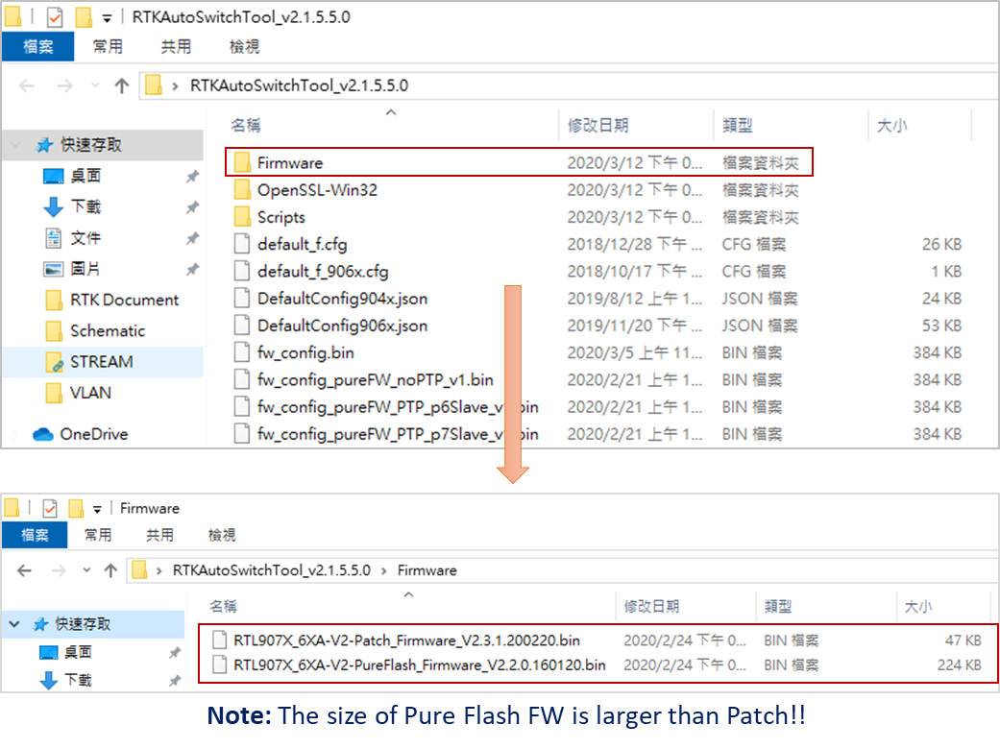 RTKAutoSwitchTool_v2.1.5.5.0
檔案 常用 共用 檢視
RTKAutoSwitchTool_v2.1.5.5.0
名稱 修改日期 類型 大小
快速存取
桌面
下載
文件
圖片
RTK Document
Schematic
STREAM
VLAN
OneDrive
Firmware 2020/3/12 下午 0... 檔案資料夾
OpenSSL-Win32 2020/3/12 下午 0... 檔案資料夾
Scripts 2020/3/12 下午 0... 檔案資料夾
default_f.cfg 2018/12/28 下午 ... CFG 檔案 26 KB
default_f_906x.cfg 2018/10/17 下午 ... CFG 檔案 1 KB
DefaultConfig904x.json 2019/8/12 上午 1... JSON 檔案 24 KB
DefaultConfig906x.json 2019/11/20 下午 ... JSON 檔案 53 KB
fw_config.bin 2020/3/5 上午 11... BIN 檔案 384 KB
fw_config_pureFW_noPTP_v1.bin 2020/2/21 上午 1... BIN 檔案 384 KB
fw_config_pureFW_PTP_p6Slave_v bin 2020/2/21 上午 1... BIN 檔案 384 KB
fw_config_pureFW_PTP_p7Slave_v bin 2020/2/21 上午 1... BIN 檔案 384 KB
Firmware
檔案 常用 共用 檢視
RTKAutoSwitchTool_v2.1.5.5.0 Firmware
名稱 修改日期 類型 大小
快速存取
桌面
下載
RTL907X_6XA-V2-Patch_Firmware_V2.3.1.200220.bin 2020/2/24 下午 0... BIN 檔案 47 KB
RTL907X_6XA-V2-PureFlash_Firmware_V2.2.0.160120.bin 2020/2/24 下午 0... BIN 檔案 224 KB
Note: The size of Pure Flash FW is larger than Patch!!